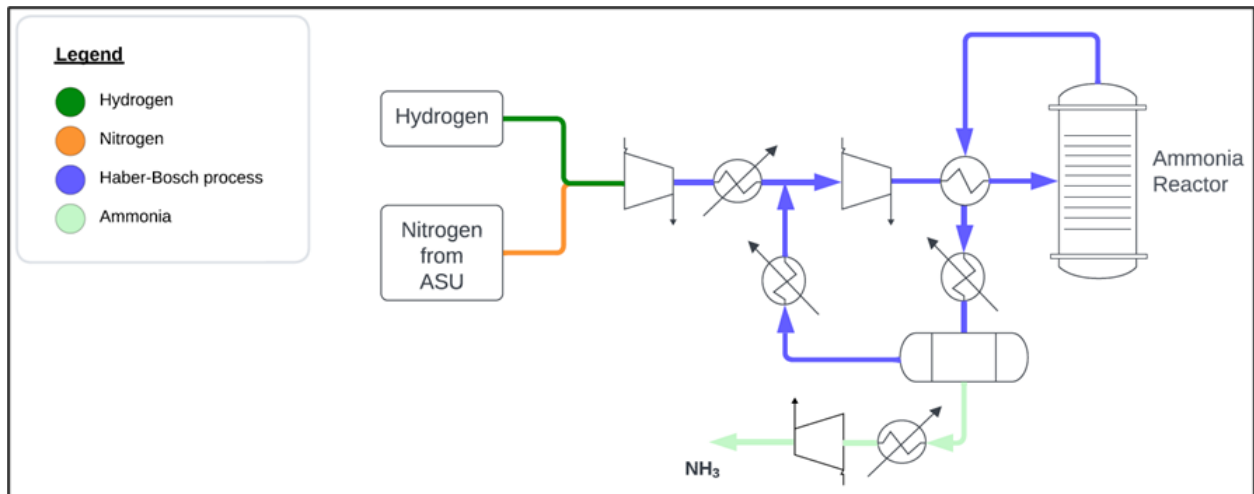 Legend
Hydrogen
Nitrogen
Haber-Bosch process
Ammonia
Hydrogen
Nitrogen
from
ASU
Ammonia
Reactor
NH₃